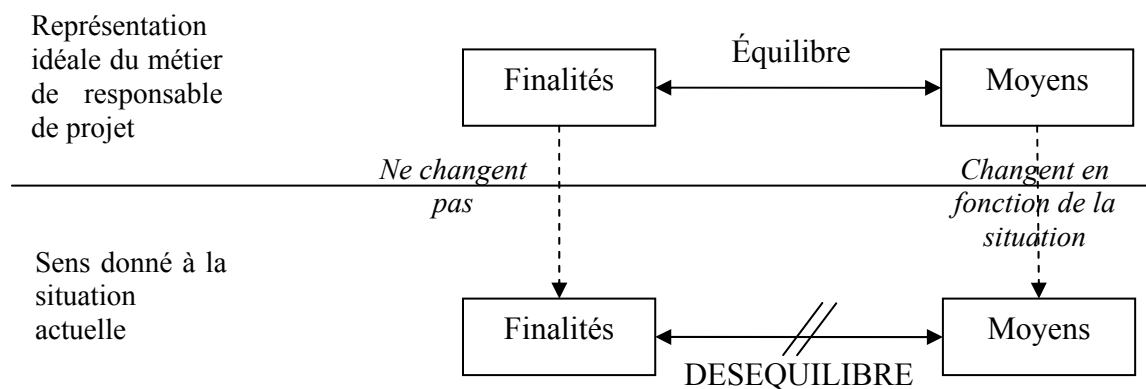 Représentation
idéale du métier
de responsable
de projet
Finalités
Équilibre
Moyens
Ne changent
pas
Changent en
fonction de la
situation
Sens donné à la
situation
actuelle
Finalités
DESEQUILIBRE
Moyens